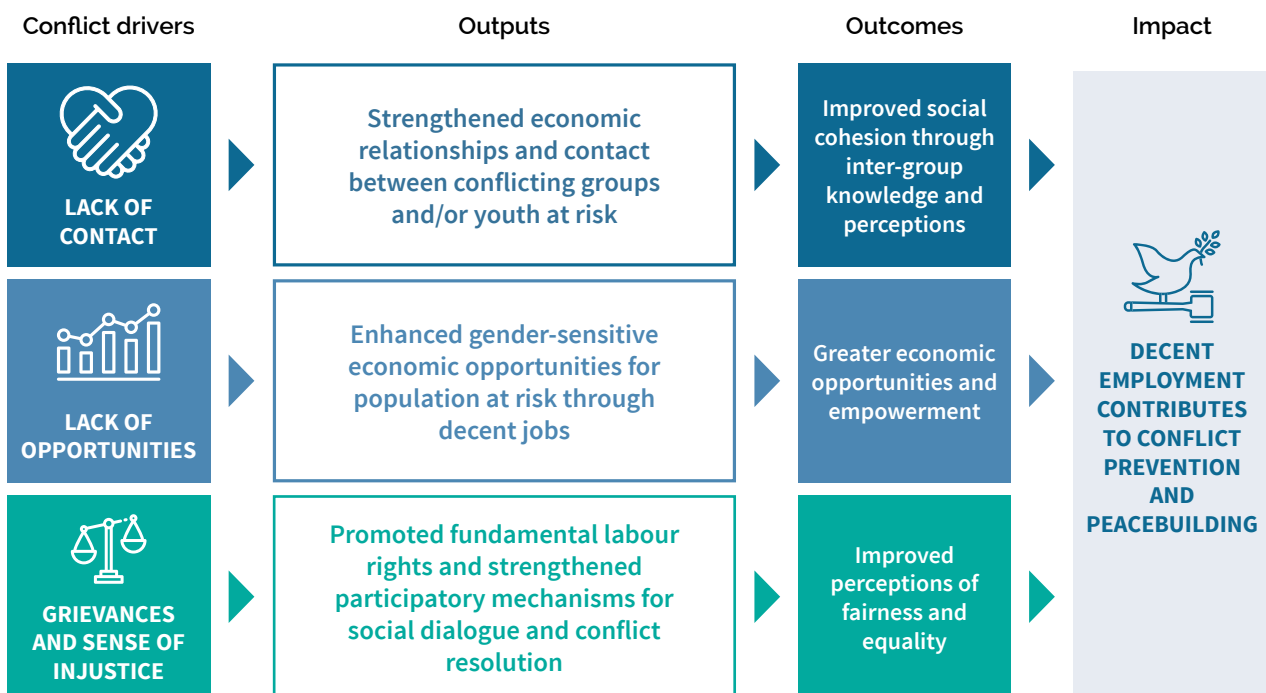 Conflict drivers
Outputs
Outcomes
Impact
LACK OF
CONTACT
Strengthened economic
relationships and contact
between conflicting groups
and/or youth at risk
Improved social
cohesion through
inter-group
knowledge and
perceptions
LACK OF
OPPORTUNITIES
Enhanced gender-sensitive
economic opportunities for
population at risk through
decent jobs
Greater economic
opportunities and
empowerment
GRIEVANCES
AND SENSE OF
INJUSTICE
Promoted fundamental labour
rights and strengthened
participatory mechanisms for
social dialogue and conflict
resolution
Improved
perceptions of
fairness and
equality
DECENT
EMPLOYMENT
CONTRIBUTES
TO CONFLICT
PREVENTION
AND
PEACEBUILDING